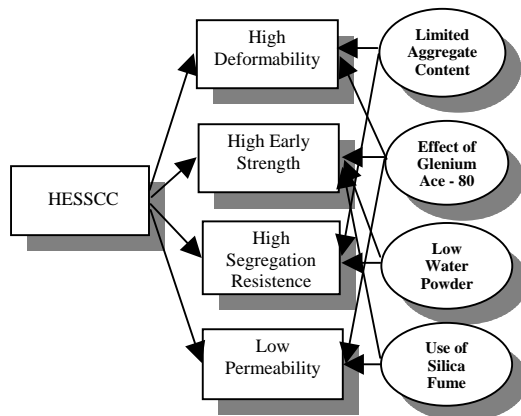 High
Deformability
Limited
Aggregate
Content
High Early
Strength
Effect of
Glenium
Ace - 80
HESSCC
High
Segregation
Resistence
Low
Water
Powder
Low
Permeability
Use of
Silica
Fume